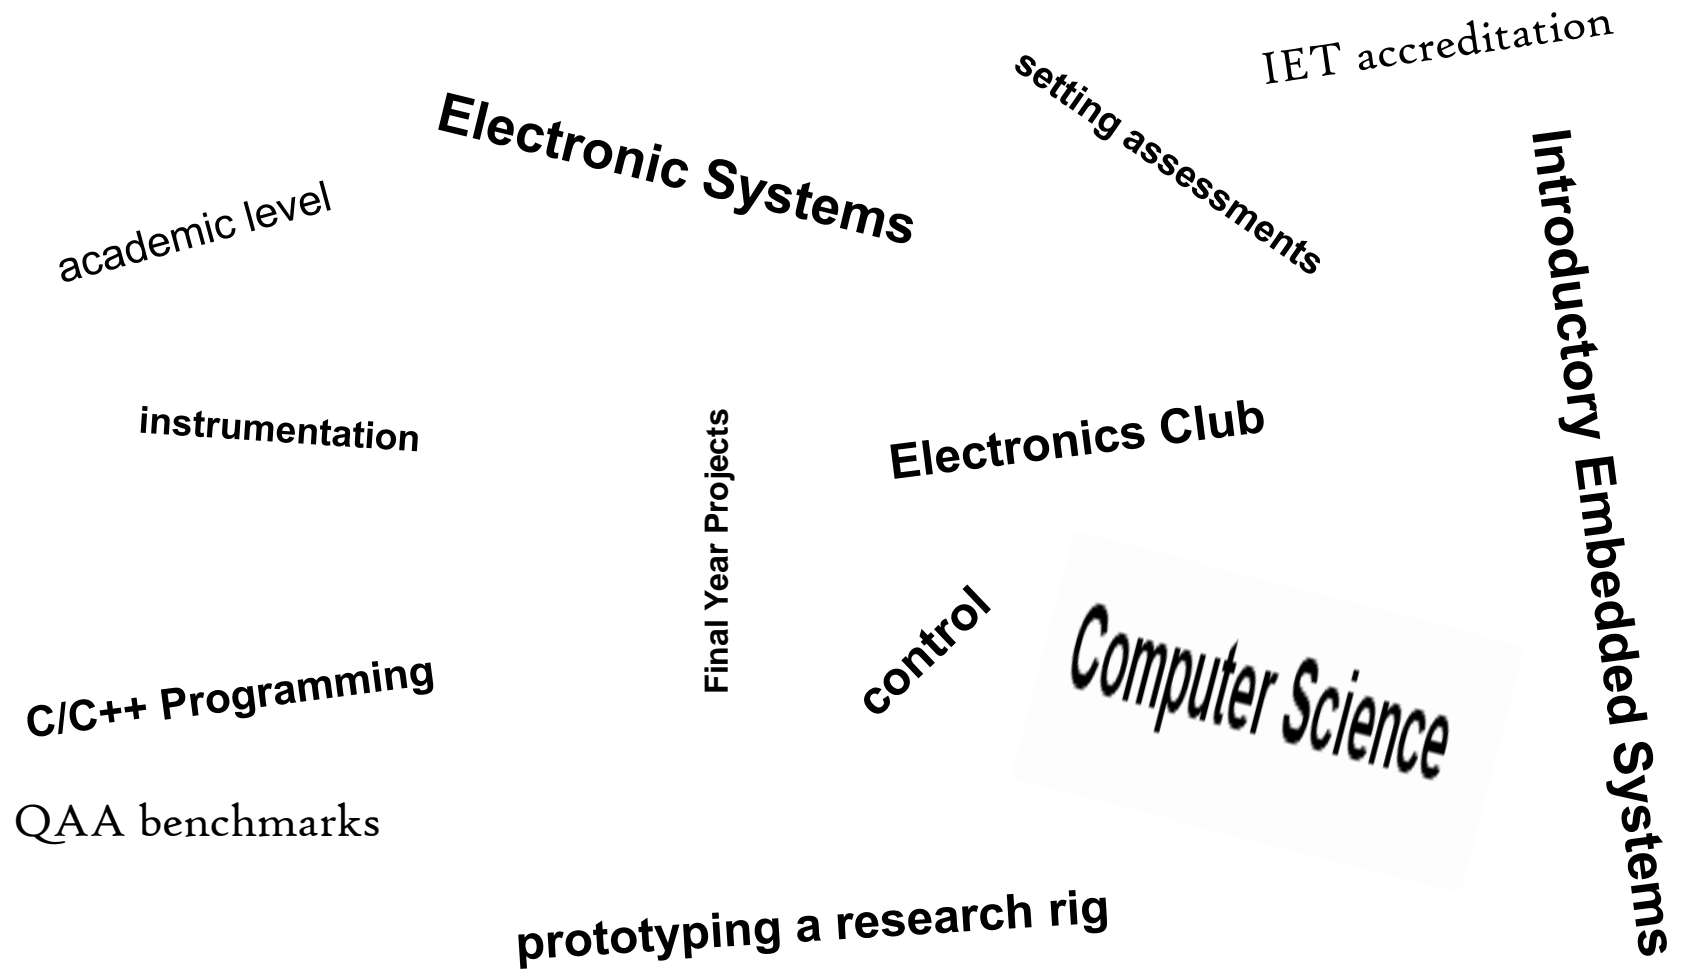 IET accreditation
setting assessments
Electronic Systems
academic level
Introductory Embedded Systems
instrumentation
Final Year Projects
Electronics Club
control
Computer Science
C/C++ Programming
QAA benchmarks
prototyping a research rig